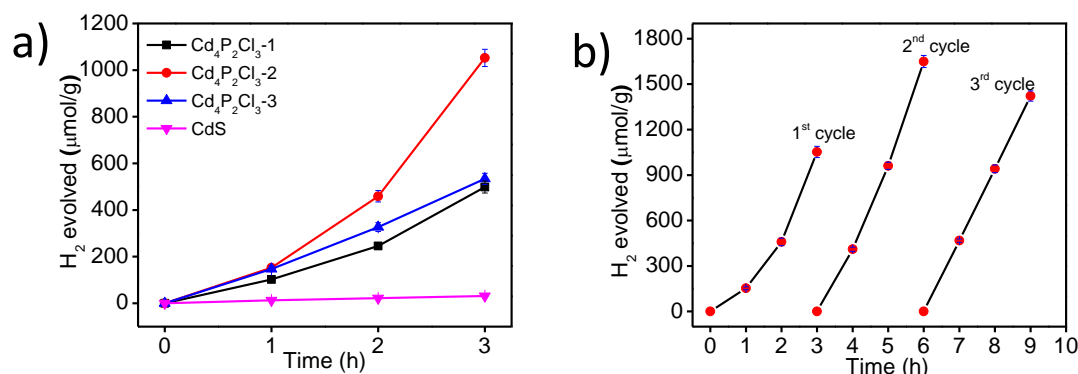 a)
H2 evolved (μmol/g)
1200
1000
800
600
400
200
0
Cd4P2Cl3-1
Cd4P2Cl3-2
Cd4P2Cl3-3
CdS
0 1 2 3
Time (h)
b)
H2 evolved (μmol/g)
1800
1500
1200
900
600
300
0
1st cycle
2nd cycle
3rd cycle
0 1 2 3 4 5 6 7 8 9 10
Time (h)